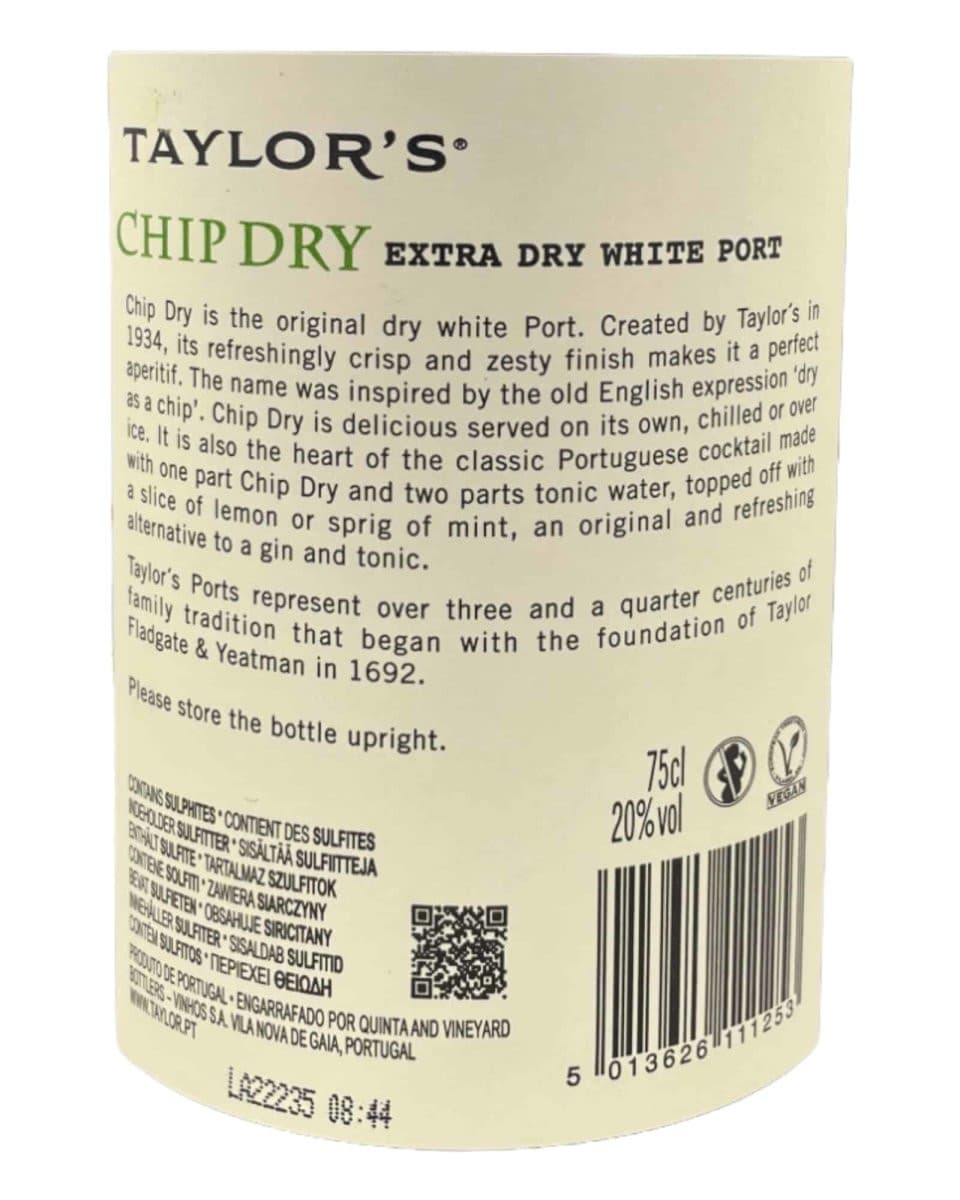 TAYLOR'S®
CHIP DRY EXTRA DRY WHITE PORT
Chip Dry is the original dry white Port. Created by Taylor's in
1934, its refreshingly crisp and zesty finish makes it a perfect
aperitif. The name was inspired by the old English expression 'dry
as a chip'. Chip Dry is delicious served on its own, chilled or over
ice. It is also the heart of the classic Portuguese cocktail made
with one part Chip Dry and two parts tonic water, topped off with
a slice of lemon or sprig of mint, an original and refreshing
alternative to a gin and tonic.
Taylor's Ports represent over three and a quarter centuries of
family tradition that began with the foundation of Taylor
Fladgate & Yeatman in 1692.
Please store the bottle upright.
75cl
20%vol
VEGAN
CONTAINS SULPHITES • CONTIENT DES SULFITES
INDEHOLDER SULFITTER • SISÄLTÄÄ SULFIITTEJA
ENTHÄLT SULFITE • TARTALMAZ SZULFITOK
CONTIENE SOLFITI • ZAWIERA SIARCZYNY
BEVAT SULFIETEN • OBSAHUJE SIRICITANY
INNEHÅLLER SULFITER • SISALDAB SULFITID
CONTÉM SULFITOS • ΠΕΡΙΕΧΕΙ ΘΕΙΩΔΗ
PRODUTO DE PORTUGAL • ENGARRAFADO POR QUINTA AND VINEYARD
BOTTLERS – VINHOS S.A. VILA NOVA DE GAIA, PORTUGAL
WWW.TAYLOR.PT
5 013626 111253
LA22235 08:44